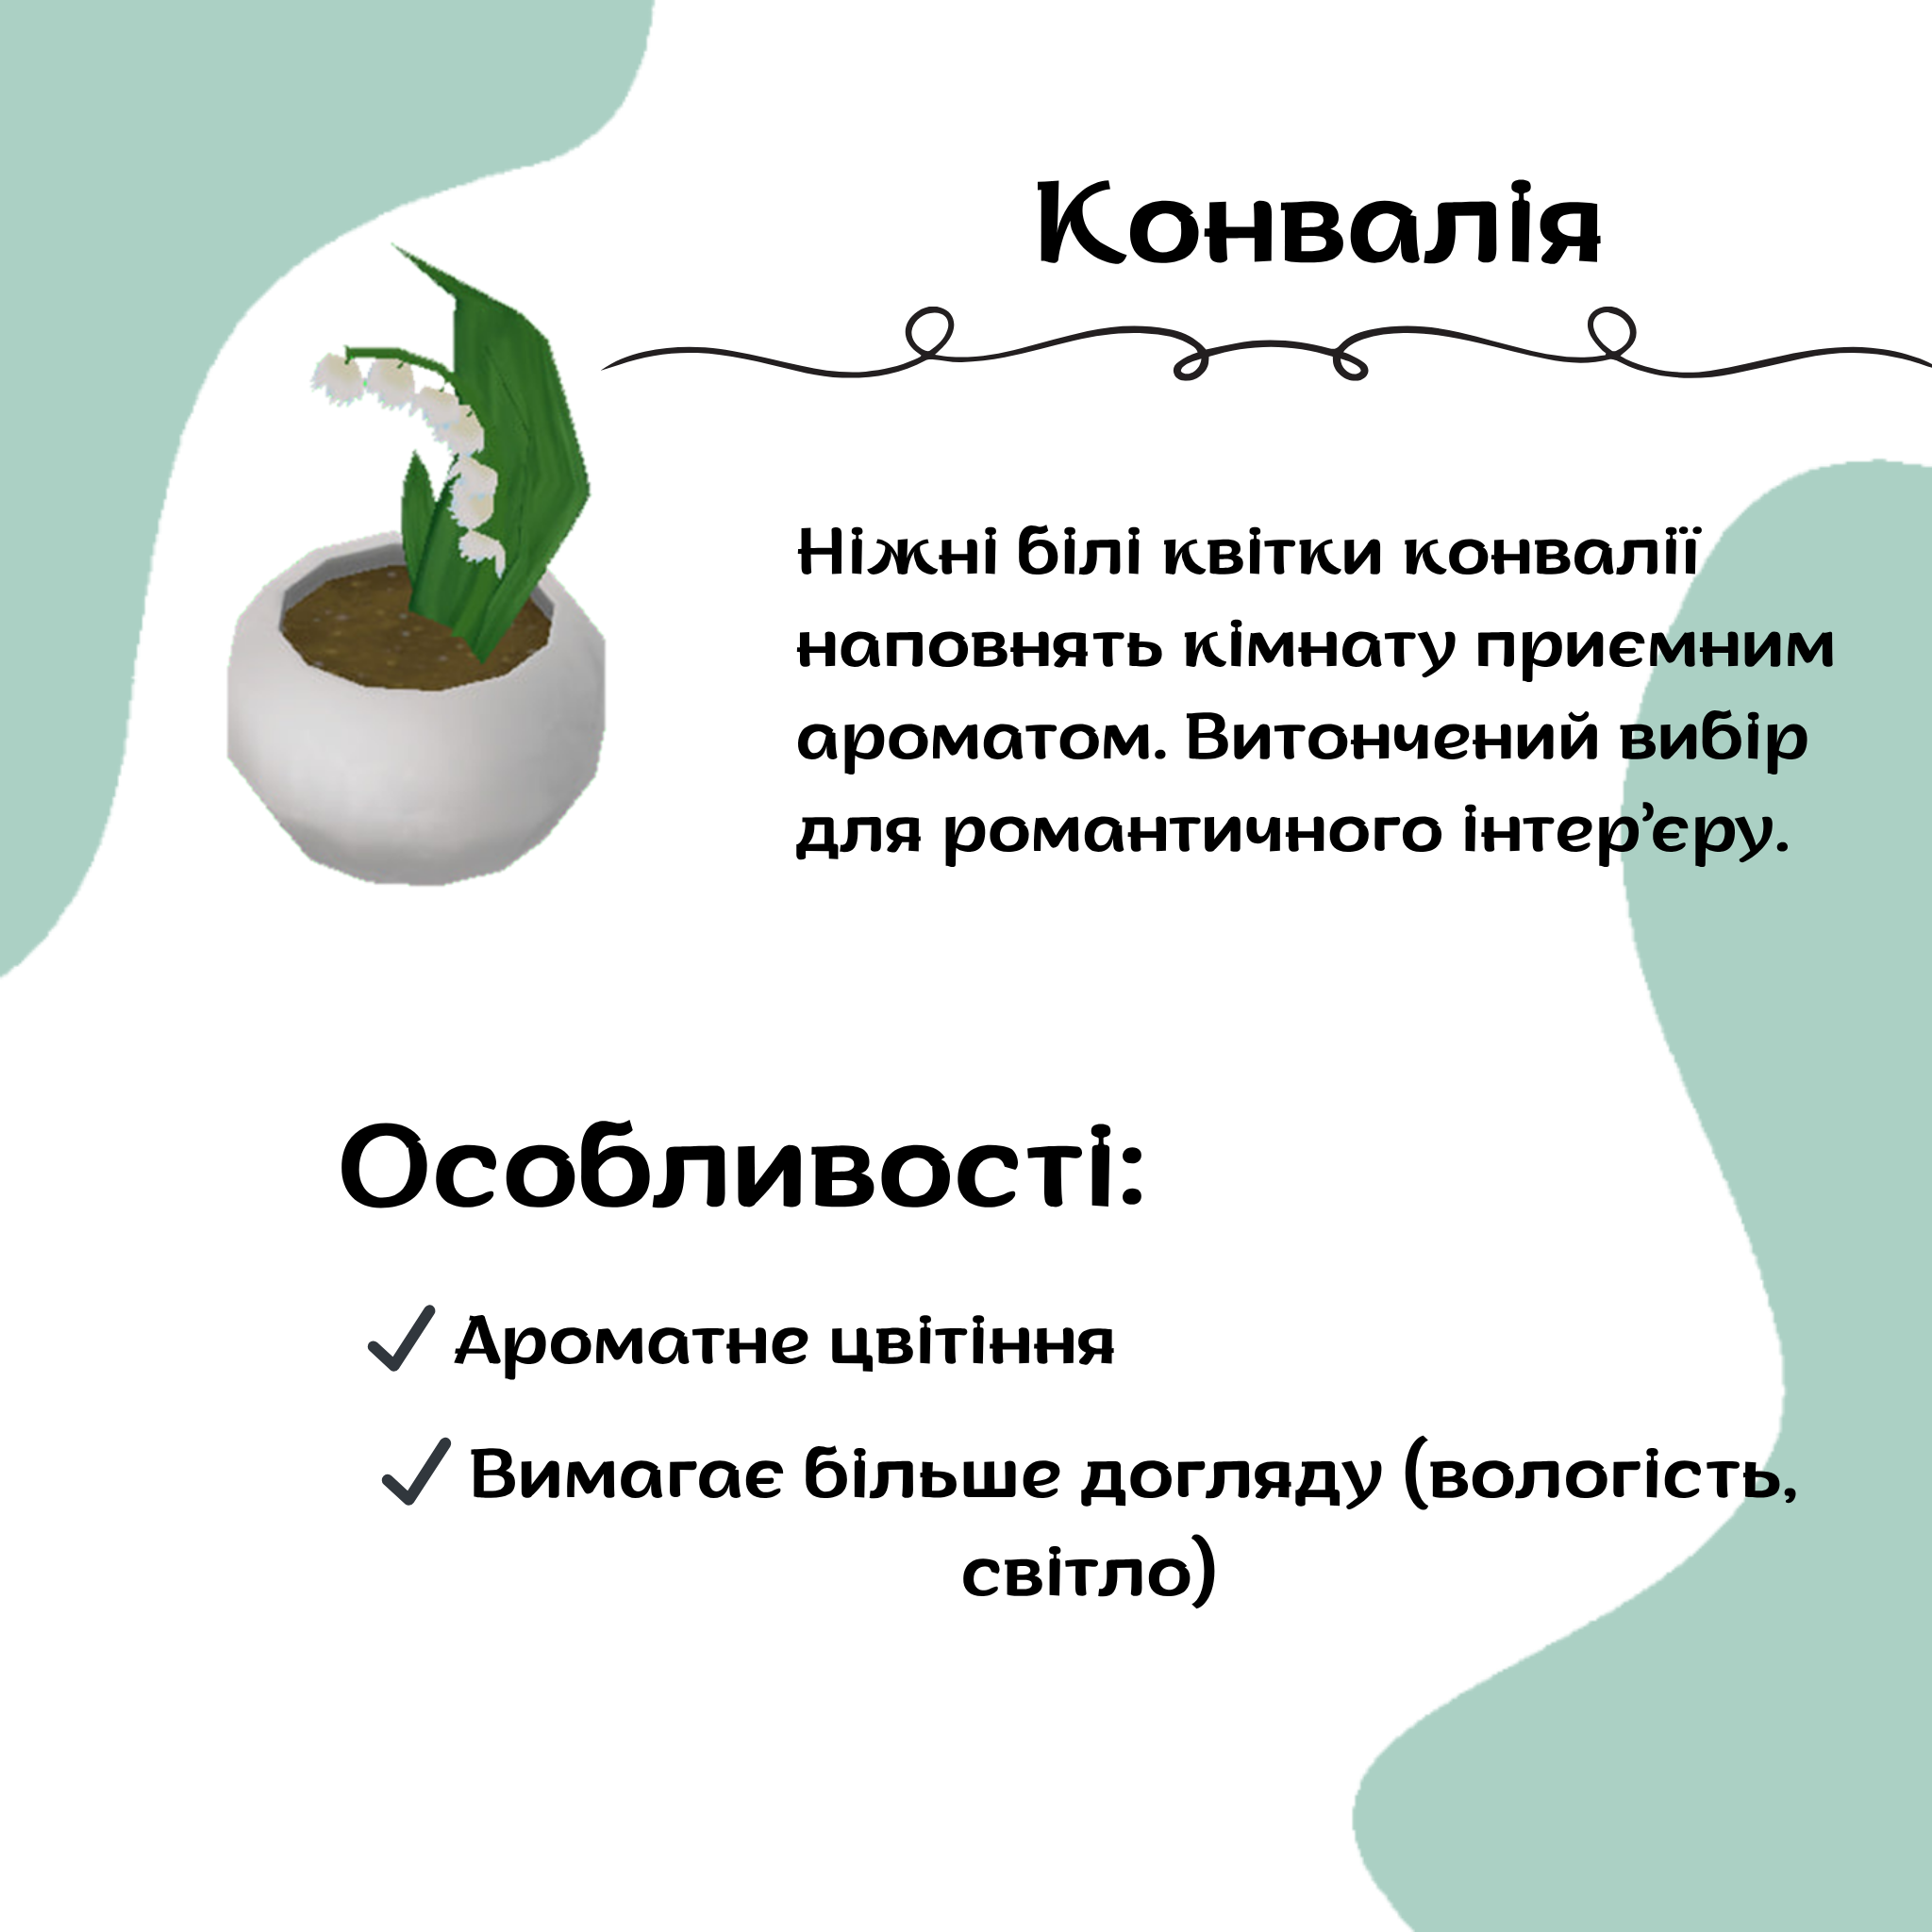 Конвалія
Ніжні білі квітки конвалії
наповнять кімнату приємним
ароматом. Витончений вибір
для романтичного інтер’єру.
Особливості:
✓ Ароматне цвітіння
✓ Вимагає більше догляду (вологість,
світло)